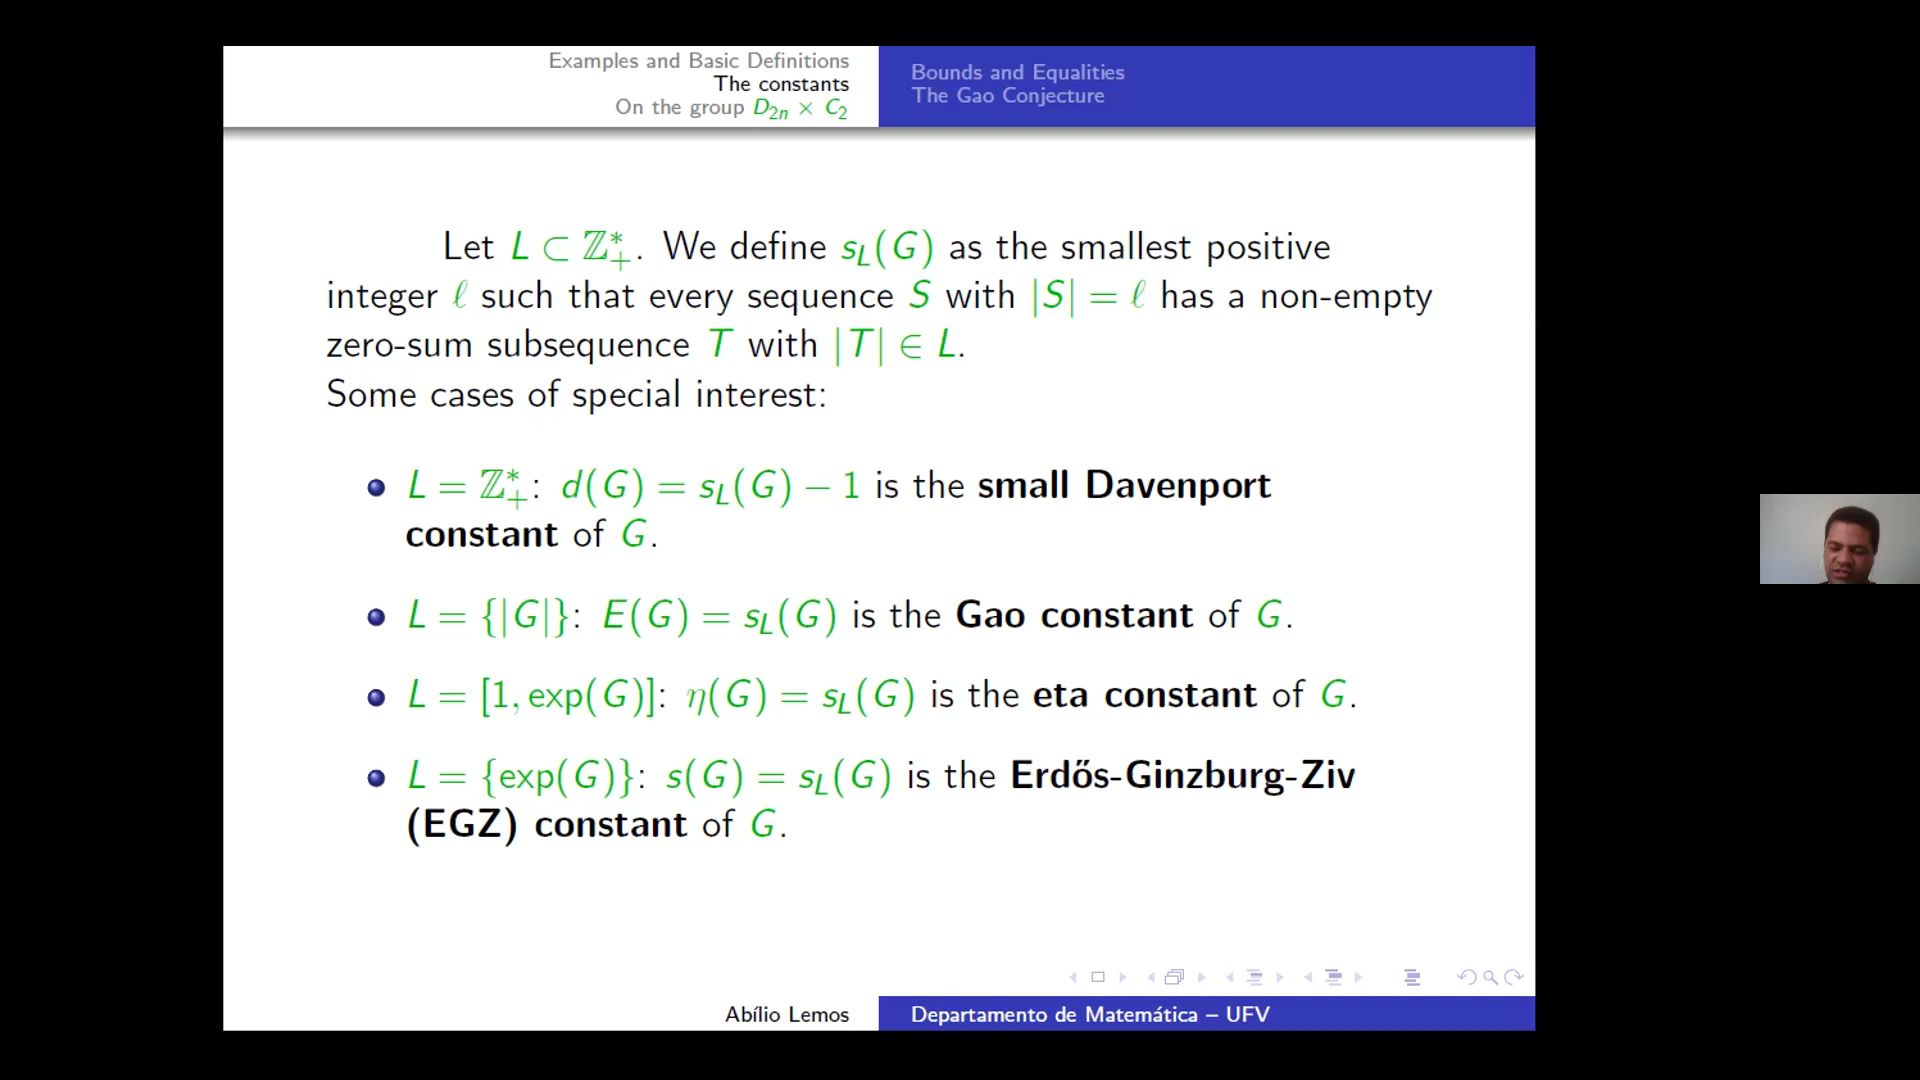 Examples and Basic Definitions
The constants
On the group D₂ₙ × C₂
Bounds and Equalities
The Gao Conjecture
Let L ⊂ ℤ₊*. We define s_L(G) as the smallest positive
integer ℓ such that every sequence S with |S| = ℓ has a non-empty
zero-sum subsequence T with |T| ∈ L.
Some cases of special interest:
L = ℤ₊*: d(G) = s_L(G) − 1 is the small Davenport
constant of G.
L = {|G|}: E(G) = s_L(G) is the Gao constant of G.
L = [1, exp(G)]: η(G) = s_L(G) is the eta constant of G.
L = {exp(G)}: s(G) = s_L(G) is the Erdős-Ginzburg-Ziv
(EGZ) constant of G.
Abílio Lemos
Departamento de Matemática – UFV